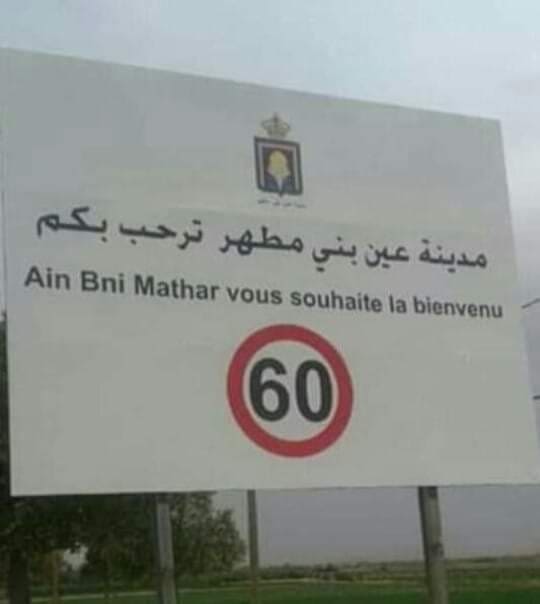 مدينة عين بني مطهر ترحب بكم
Ain Bni Mathar vous souhaite la bienvenu
60